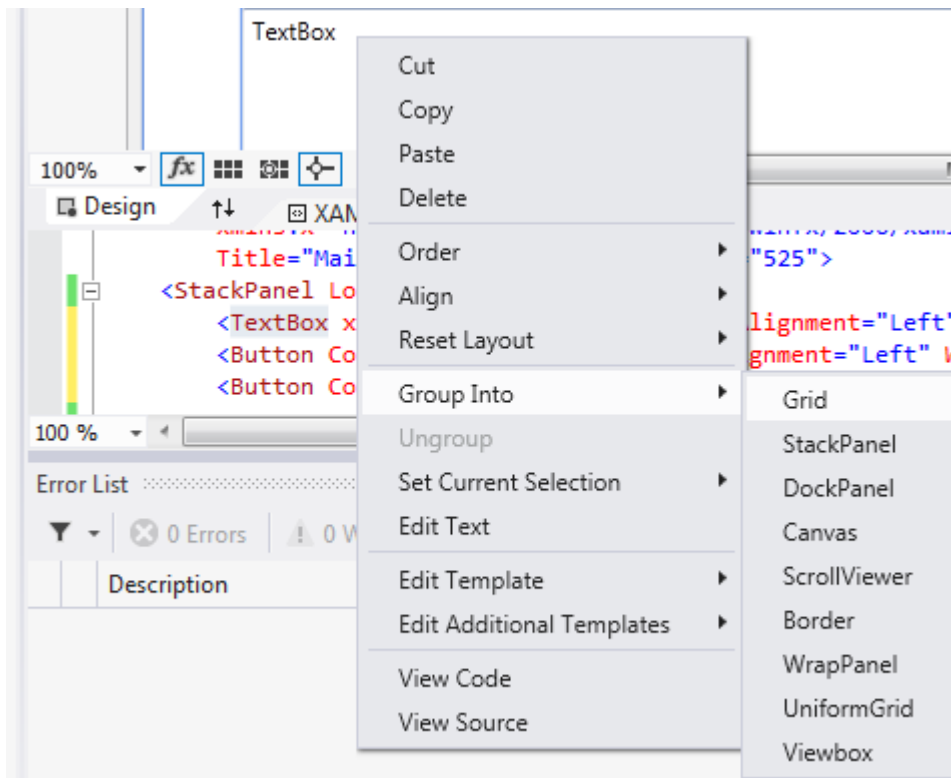 TextBox
Cut
Copy
Paste
Delete
Order
Align
Reset Layout
Group Into
Ungroup
Set Current Selection
Edit Text
Edit Template
Edit Additional Templates
View Code
View Source
Grid
StackPanel
DockPanel
Canvas
ScrollViewer
Border
WrapPanel
UniformGrid
Viewbox
100% fx
Design XAM
Title="Mai "525">
<StackPanel Lo
<TextBox x lignment="Left"
<Button Co gnment="Left" W
<Button Co
100 %
Error List
0 Errors 0 W
Description